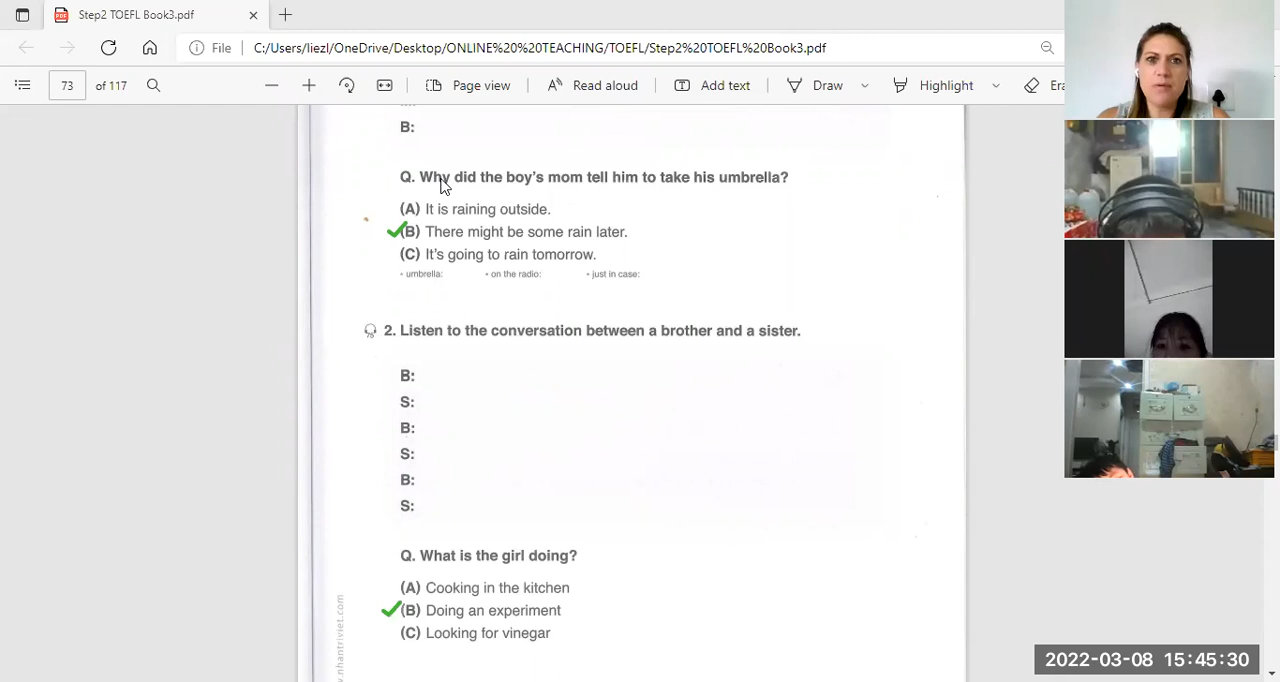 Step2 TOEFL Book3.pdf
File
C:/Users/liezl/OneDrive/Desktop/ONLINE%20%20TEACHING/TOEFL/Step2%20TOEFL%20Book3.pdf
73 of 117
Page view
Read aloud
Add text
Draw
Highlight
Era
B:
Q. Why did the boy's mom tell him to take his umbrella?
(A) It is raining outside.
(B) There might be some rain later.
(C) It's going to rain tomorrow.
• umbrella: • on the radio: • just in case:
2. Listen to the conversation between a brother and a sister.
B:
S:
B:
S:
B:
S:
Q. What is the girl doing?
(A) Cooking in the kitchen
(B) Doing an experiment
(C) Looking for vinegar
.nhantriviet.com
2022-03-08 15:45:30